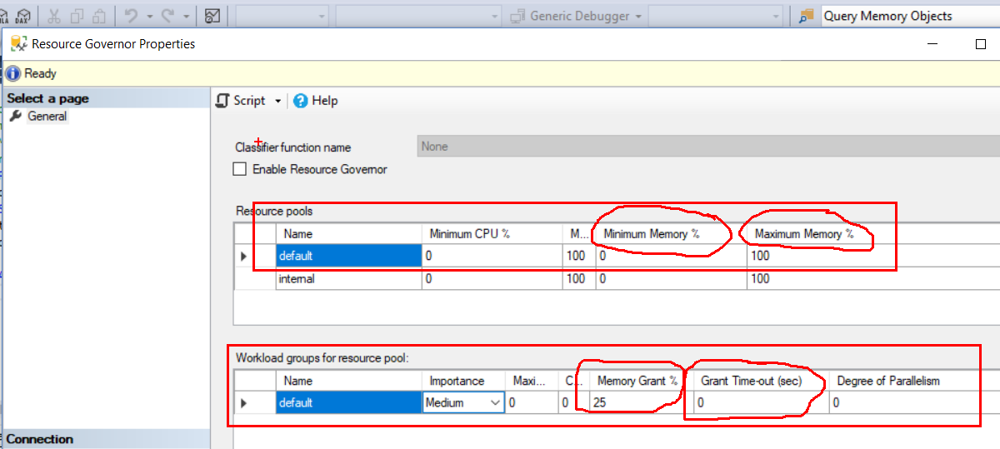 DAX
Generic Debugger
Query Memory Objects
Resource Governor Properties
Ready
Select a page
General
Script
Help
Classifier function name
None
Enable Resource Governor
Resource pools
Name Minimum CPU % M... Minimum Memory % Maximum Memory %
default 0 100 0 100
internal 0 100 0 100
Workload groups for resource pool:
Name Importance Maxi... C... Memory Grant % Grant Time-out (sec) Degree of Parallelism
default Medium 0 0 25 0 0
Connection